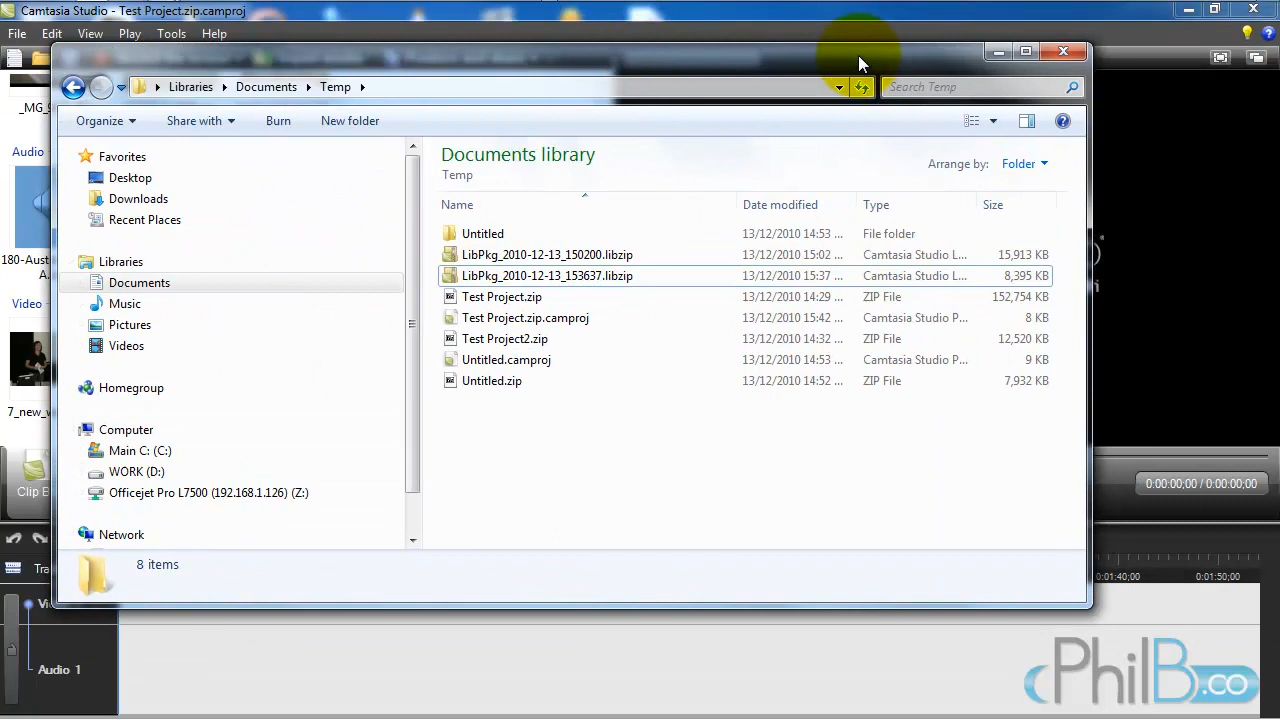 Camtasia Studio - Test Project.zip.camproj
File Edit View Play Tools Help
Libraries Documents Temp
Search Temp
Organize Share with Burn New folder
Favorites
Desktop
Downloads
Recent Places
Libraries
Documents
Music
Pictures
Videos
Homegroup
Computer
Main C: (C:)
WORK (D:)
Officejet Pro L7500 (192.168.1.126) (Z:)
Network
Documents library
Temp
Arrange by: Folder
Name Date modified Type Size
Untitled 13/12/2010 14:53 ... File folder
LibPkg_2010-12-13_150200.libzip 13/12/2010 15:02 ... Camtasia Studio L... 15,913 KB
LibPkg_2010-12-13_153637.libzip 13/12/2010 15:37 ... Camtasia Studio L... 8,395 KB
Test Project.zip 13/12/2010 14:29 ... ZIP File 152,754 KB
Test Project.zip.camproj 13/12/2010 15:42 ... Camtasia Studio P... 8 KB
Test Project2.zip 13/12/2010 14:32 ... ZIP File 12,520 KB
Untitled.camproj 13/12/2010 14:53 ... Camtasia Studio P... 9 KB
Untitled.zip 13/12/2010 14:52 ... ZIP File 7,932 KB
8 items
_MG_S
Audio
180-Aust
A.
Video
7_new_v
Clip E
0:00:00;00 / 0:00:00;00
Tra
0:01:40;00 0:01:50;00
Vi
Audio 1
PhilB.co